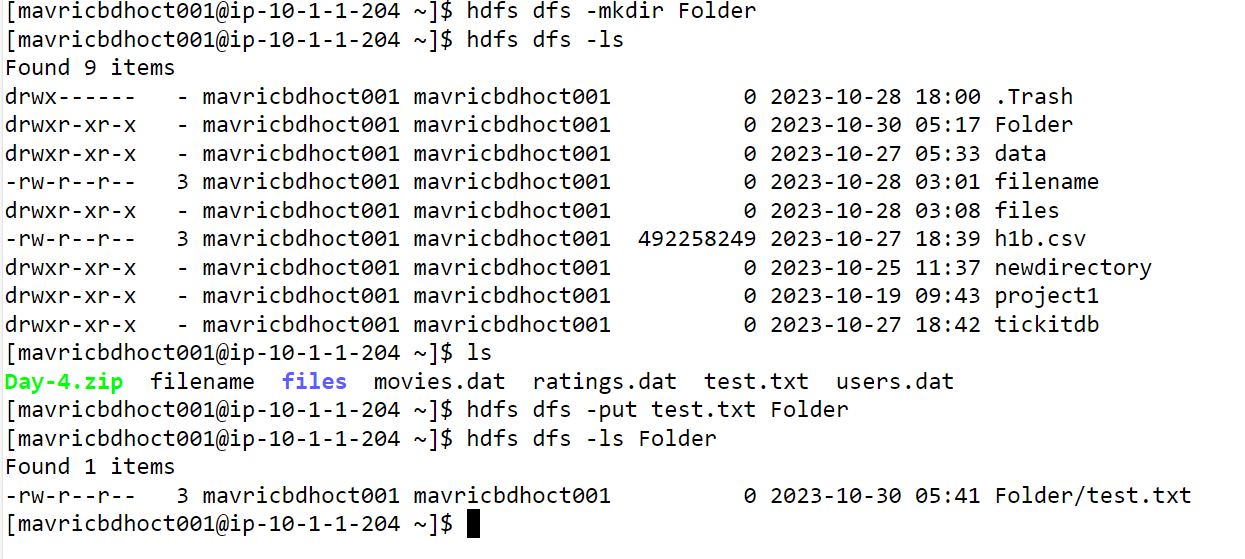 [mavricbdhoct001@ip-10-1-1-204 ~]$ hdfs dfs -mkdir Folder
[mavricbdhoct001@ip-10-1-1-204 ~]$ hdfs dfs -ls
Found 9 items
drwx------   - mavricbdhoct001 mavricbdhoct001          0 2023-10-28 18:00 .Trash
drwxr-xr-x   - mavricbdhoct001 mavricbdhoct001          0 2023-10-30 05:17 Folder
drwxr-xr-x   - mavricbdhoct001 mavricbdhoct001          0 2023-10-27 05:33 data
-rw-r--r--   3 mavricbdhoct001 mavricbdhoct001          0 2023-10-28 03:01 filename
drwxr-xr-x   - mavricbdhoct001 mavricbdhoct001          0 2023-10-28 03:08 files
-rw-r--r--   3 mavricbdhoct001 mavricbdhoct001  492258249 2023-10-27 18:39 h1b.csv
drwxr-xr-x   - mavricbdhoct001 mavricbdhoct001          0 2023-10-25 11:37 newdirectory
drwxr-xr-x   - mavricbdhoct001 mavricbdhoct001          0 2023-10-19 09:43 project1
drwxr-xr-x   - mavricbdhoct001 mavricbdhoct001          0 2023-10-27 18:42 tickitdb
[mavricbdhoct001@ip-10-1-1-204 ~]$ ls
Day-4.zip  filename  files  movies.dat  ratings.dat  test.txt  users.dat
[mavricbdhoct001@ip-10-1-1-204 ~]$ hdfs dfs -put test.txt Folder
[mavricbdhoct001@ip-10-1-1-204 ~]$ hdfs dfs -ls Folder
Found 1 items
-rw-r--r--   3 mavricbdhoct001 mavricbdhoct001          0 2023-10-30 05:41 Folder/test.txt
[mavricbdhoct001@ip-10-1-1-204 ~]$